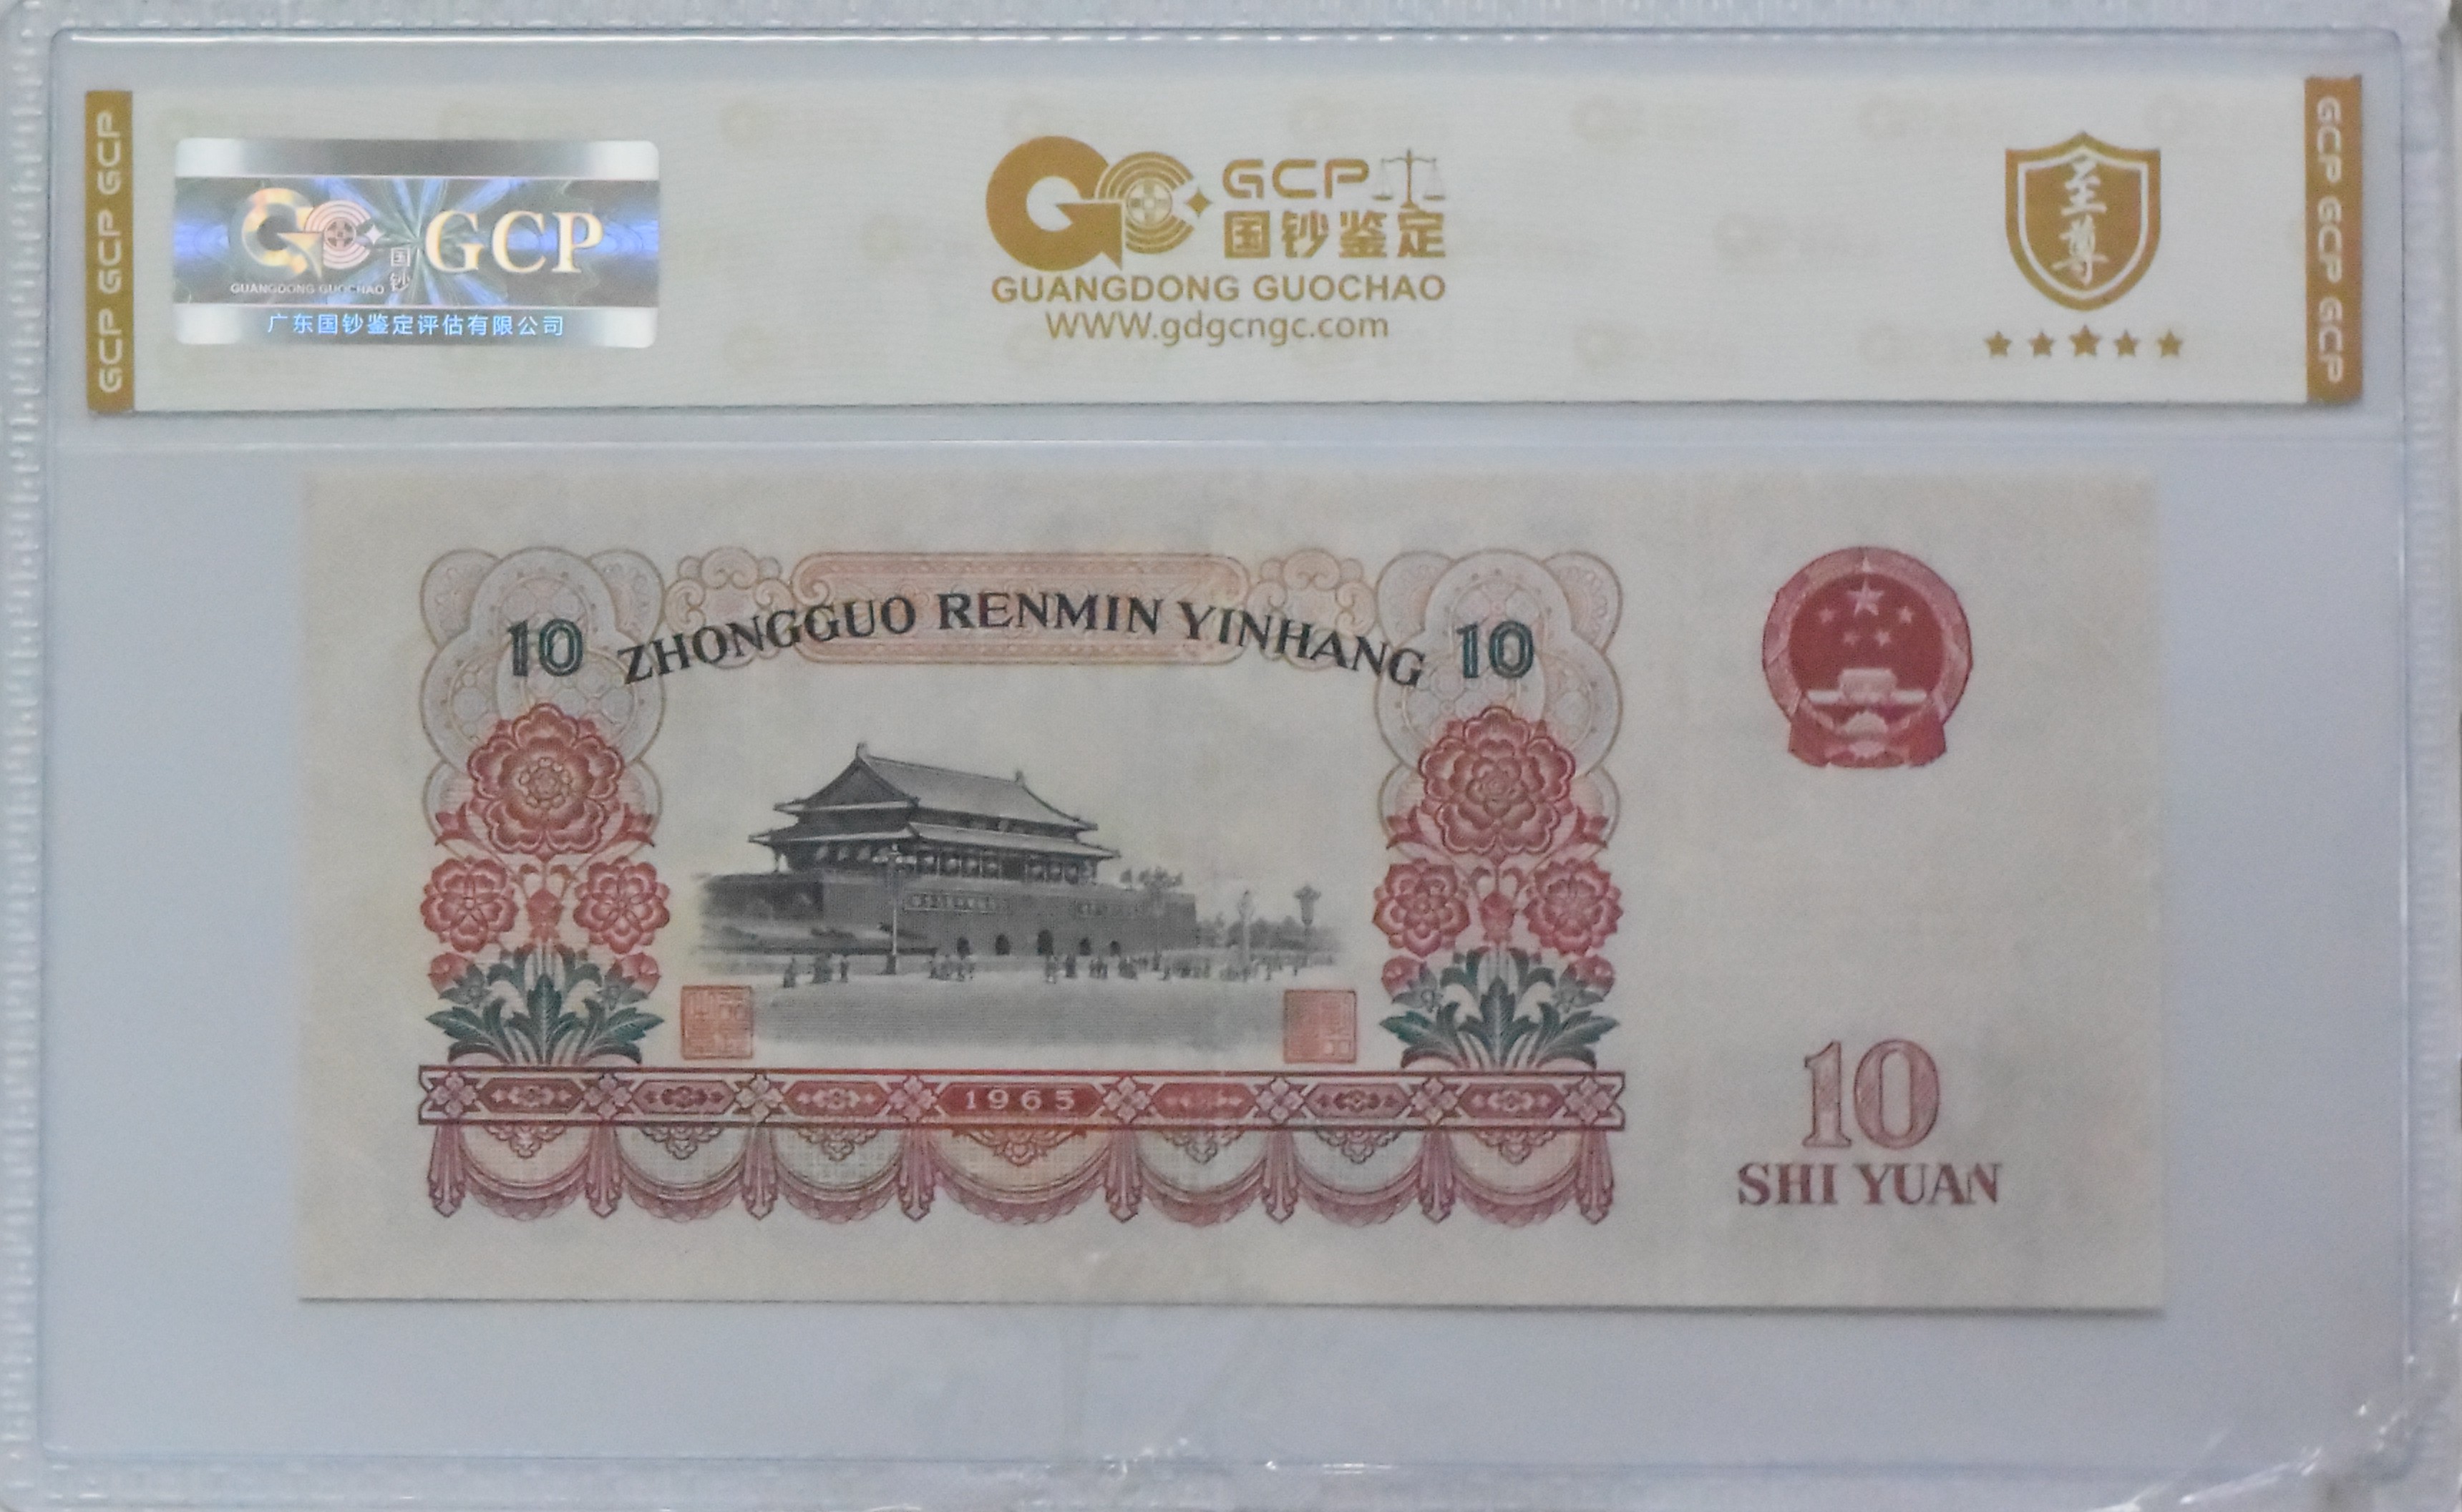 GCP GCP GCP
GCP
国钞
GUANGDONG GUOCHAO
广东国钞鉴定评估有限公司
GCP
国钞鉴定
GUANGDONG GUOCHAO
WWW.gdgcngc.com
至尊
GCP GCP GCP
10 ZHONGGUO RENMIN YINHANG 10
1965
10
SHI YUAN